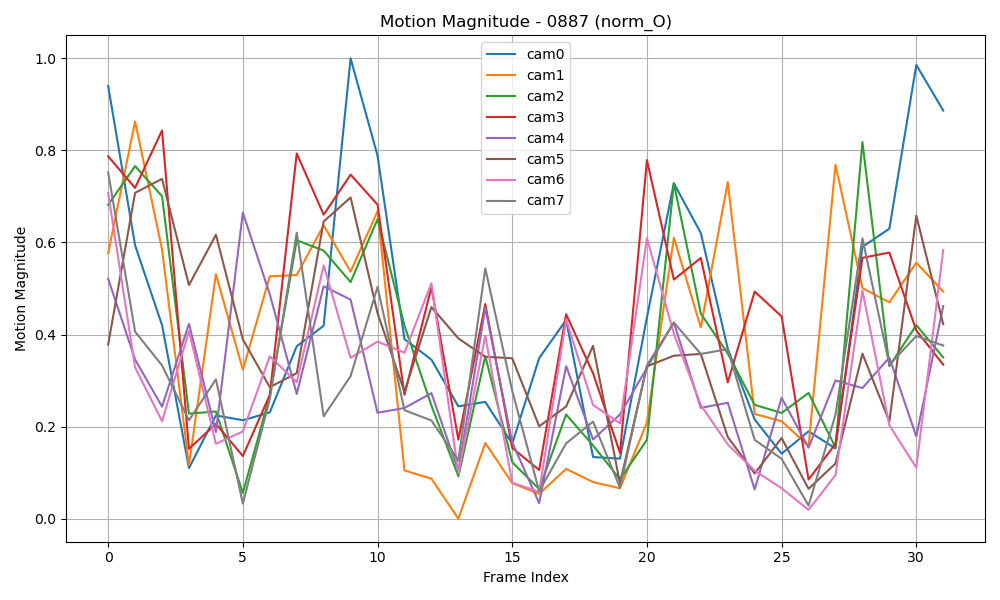 Motion Magnitude - 0887 (norm_O)
Motion Magnitude
1.0
0.8
0.6
0.4
0.2
0.0
cam0
cam1
cam2
cam3
cam4
cam5
cam6
cam7
0 5 10 15 20 25 30
Frame Index